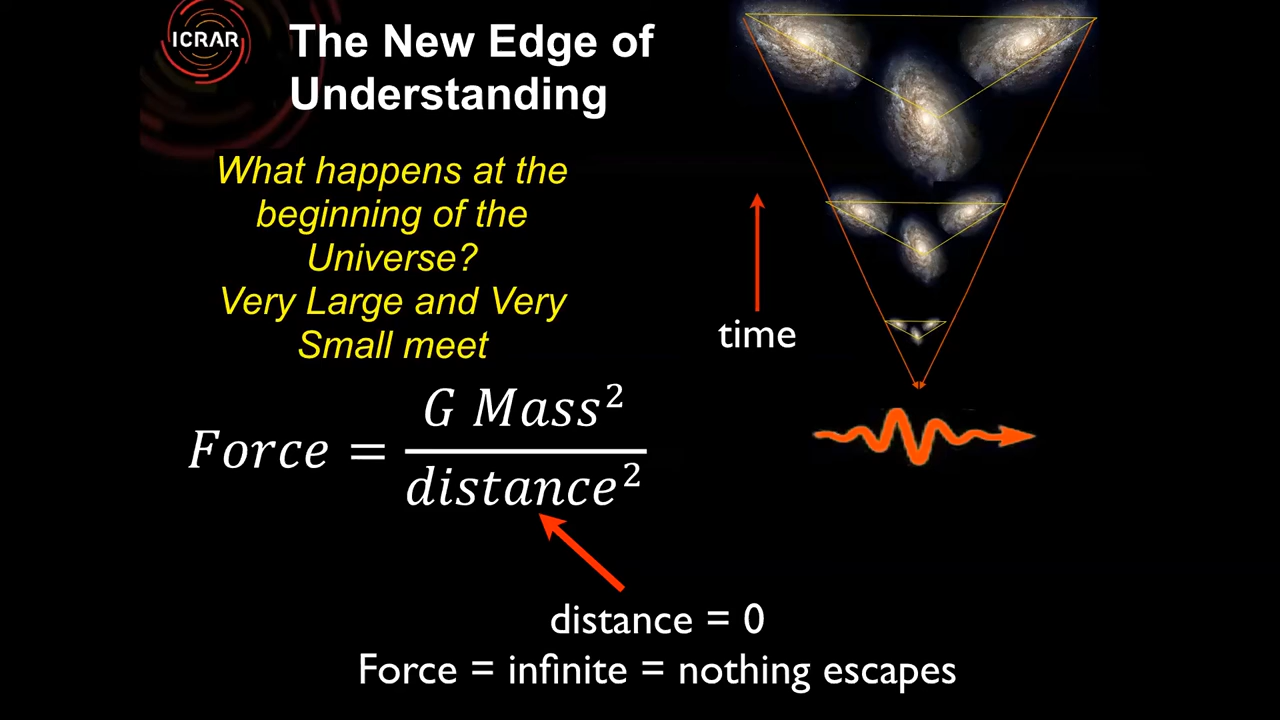 ICRAR
The New Edge of
Understanding
What happens at the
beginning of the
Universe?
Very Large and Very
Small meet
Force = G Mass² / distance²
time
distance = 0
Force = infinite = nothing escapes